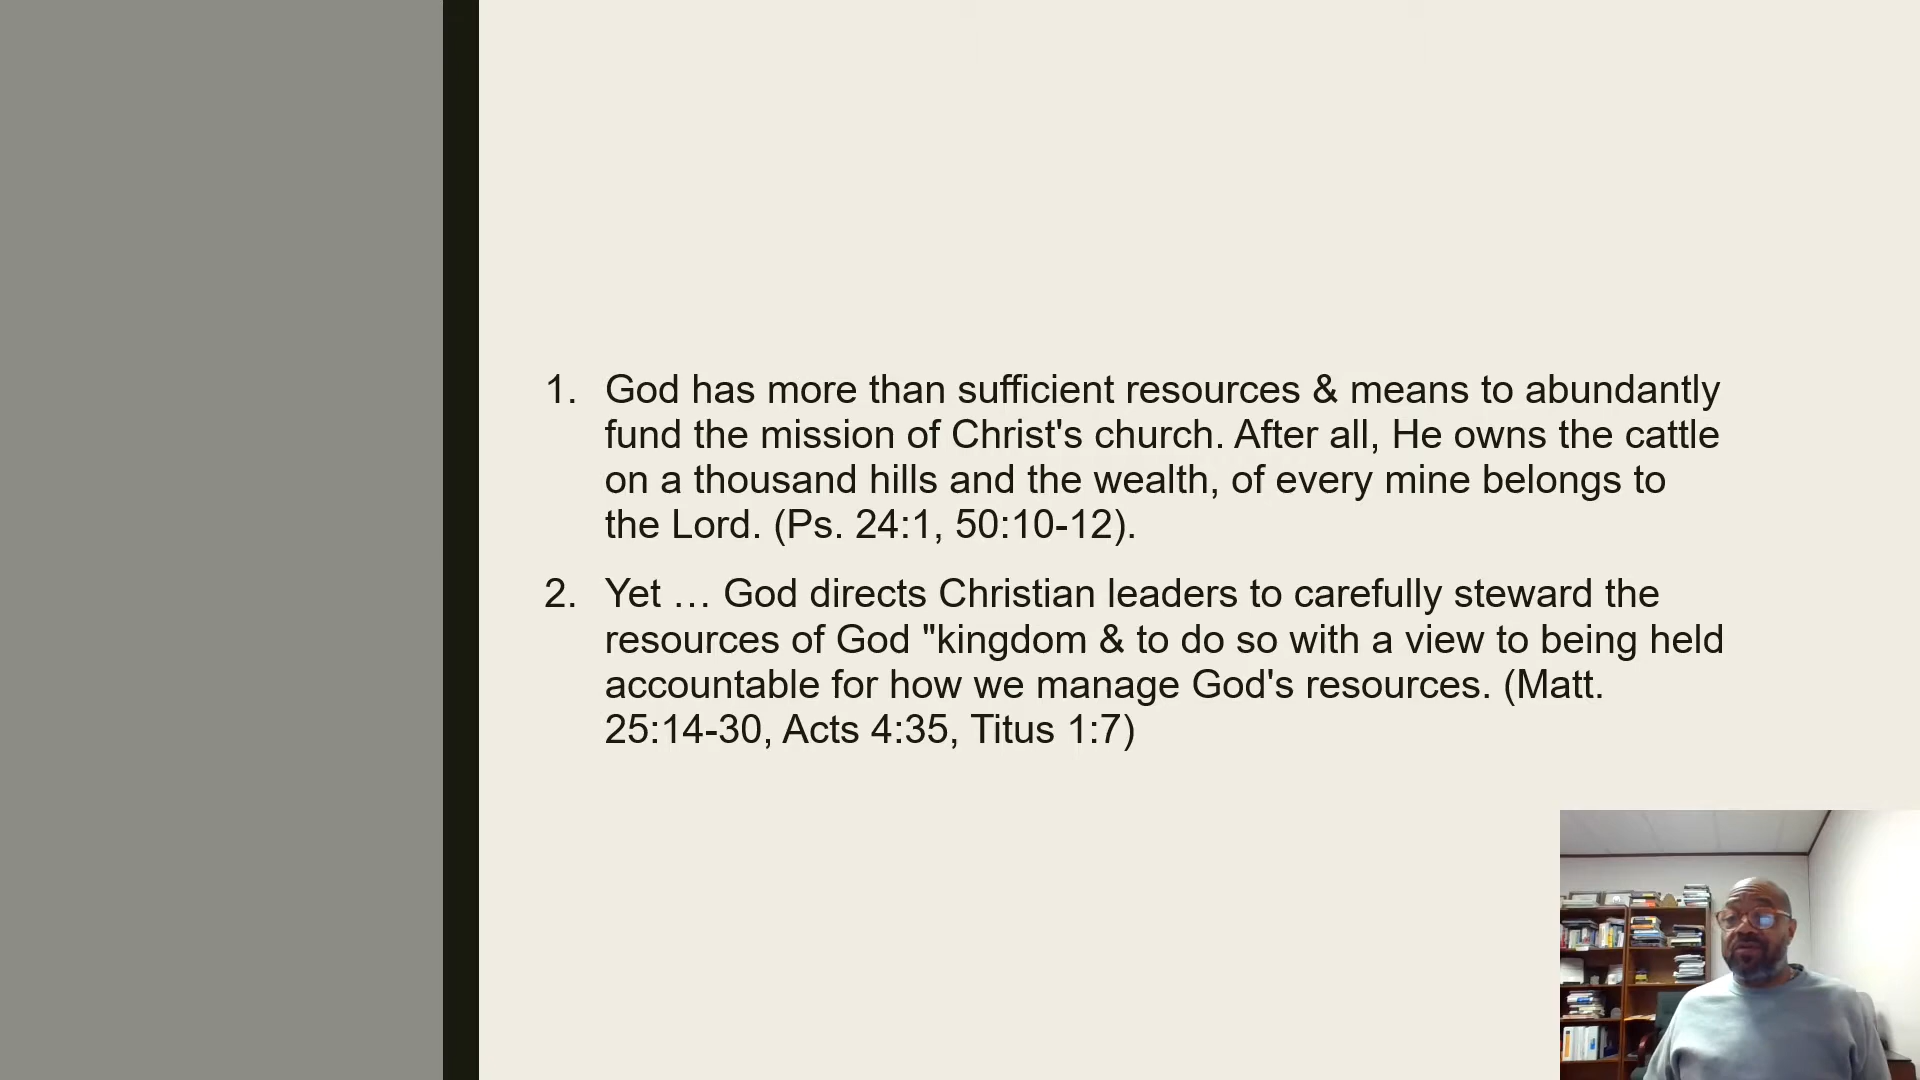 1. God has more than sufficient resources & means to abundantly
fund the mission of Christ's church. After all, He owns the cattle
on a thousand hills and the wealth, of every mine belongs to
the Lord. (Ps. 24:1, 50:10-12).
2. Yet … God directs Christian leaders to carefully steward the
resources of God "kingdom & to do so with a view to being held
accountable for how we manage God's resources. (Matt.
25:14-30, Acts 4:35, Titus 1:7)